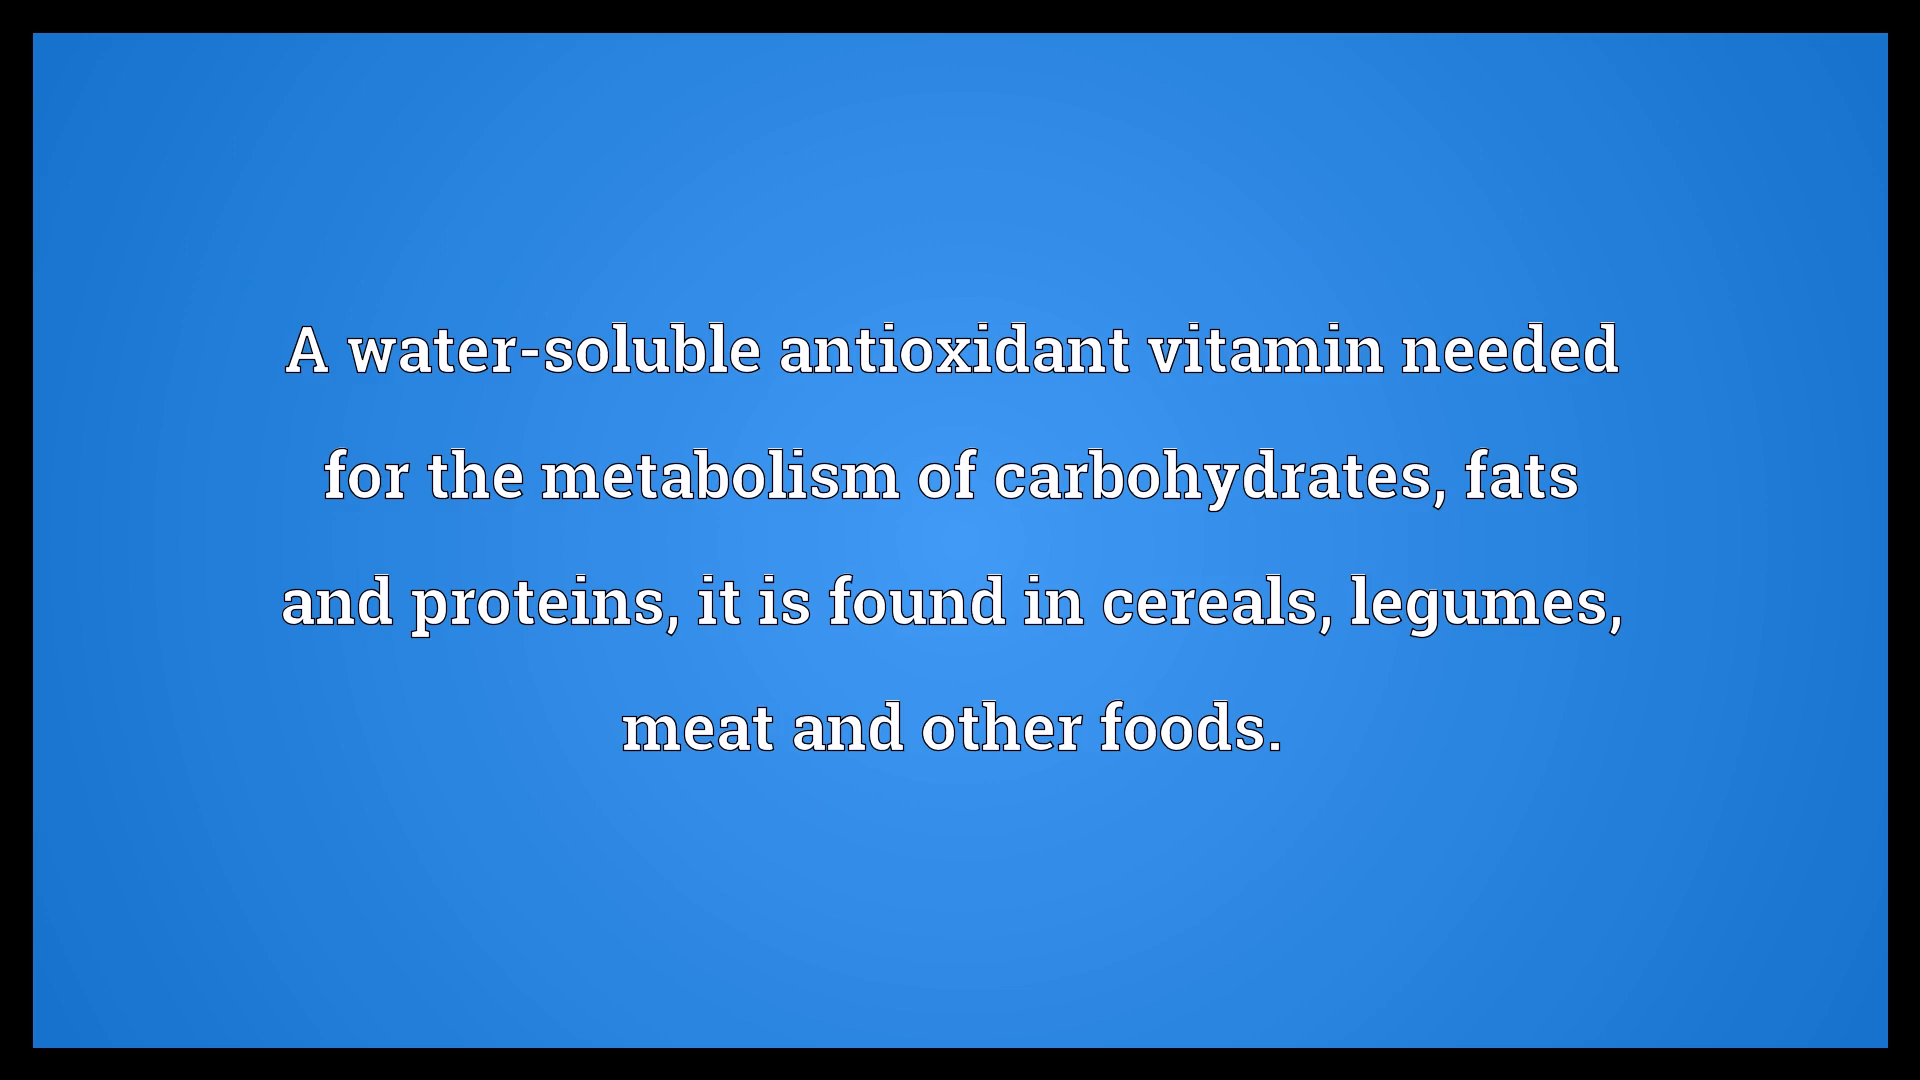 A water-soluble antioxidant vitamin needed
for the metabolism of carbohydrates, fats
and proteins, it is found in cereals, legumes,
meat and other foods.